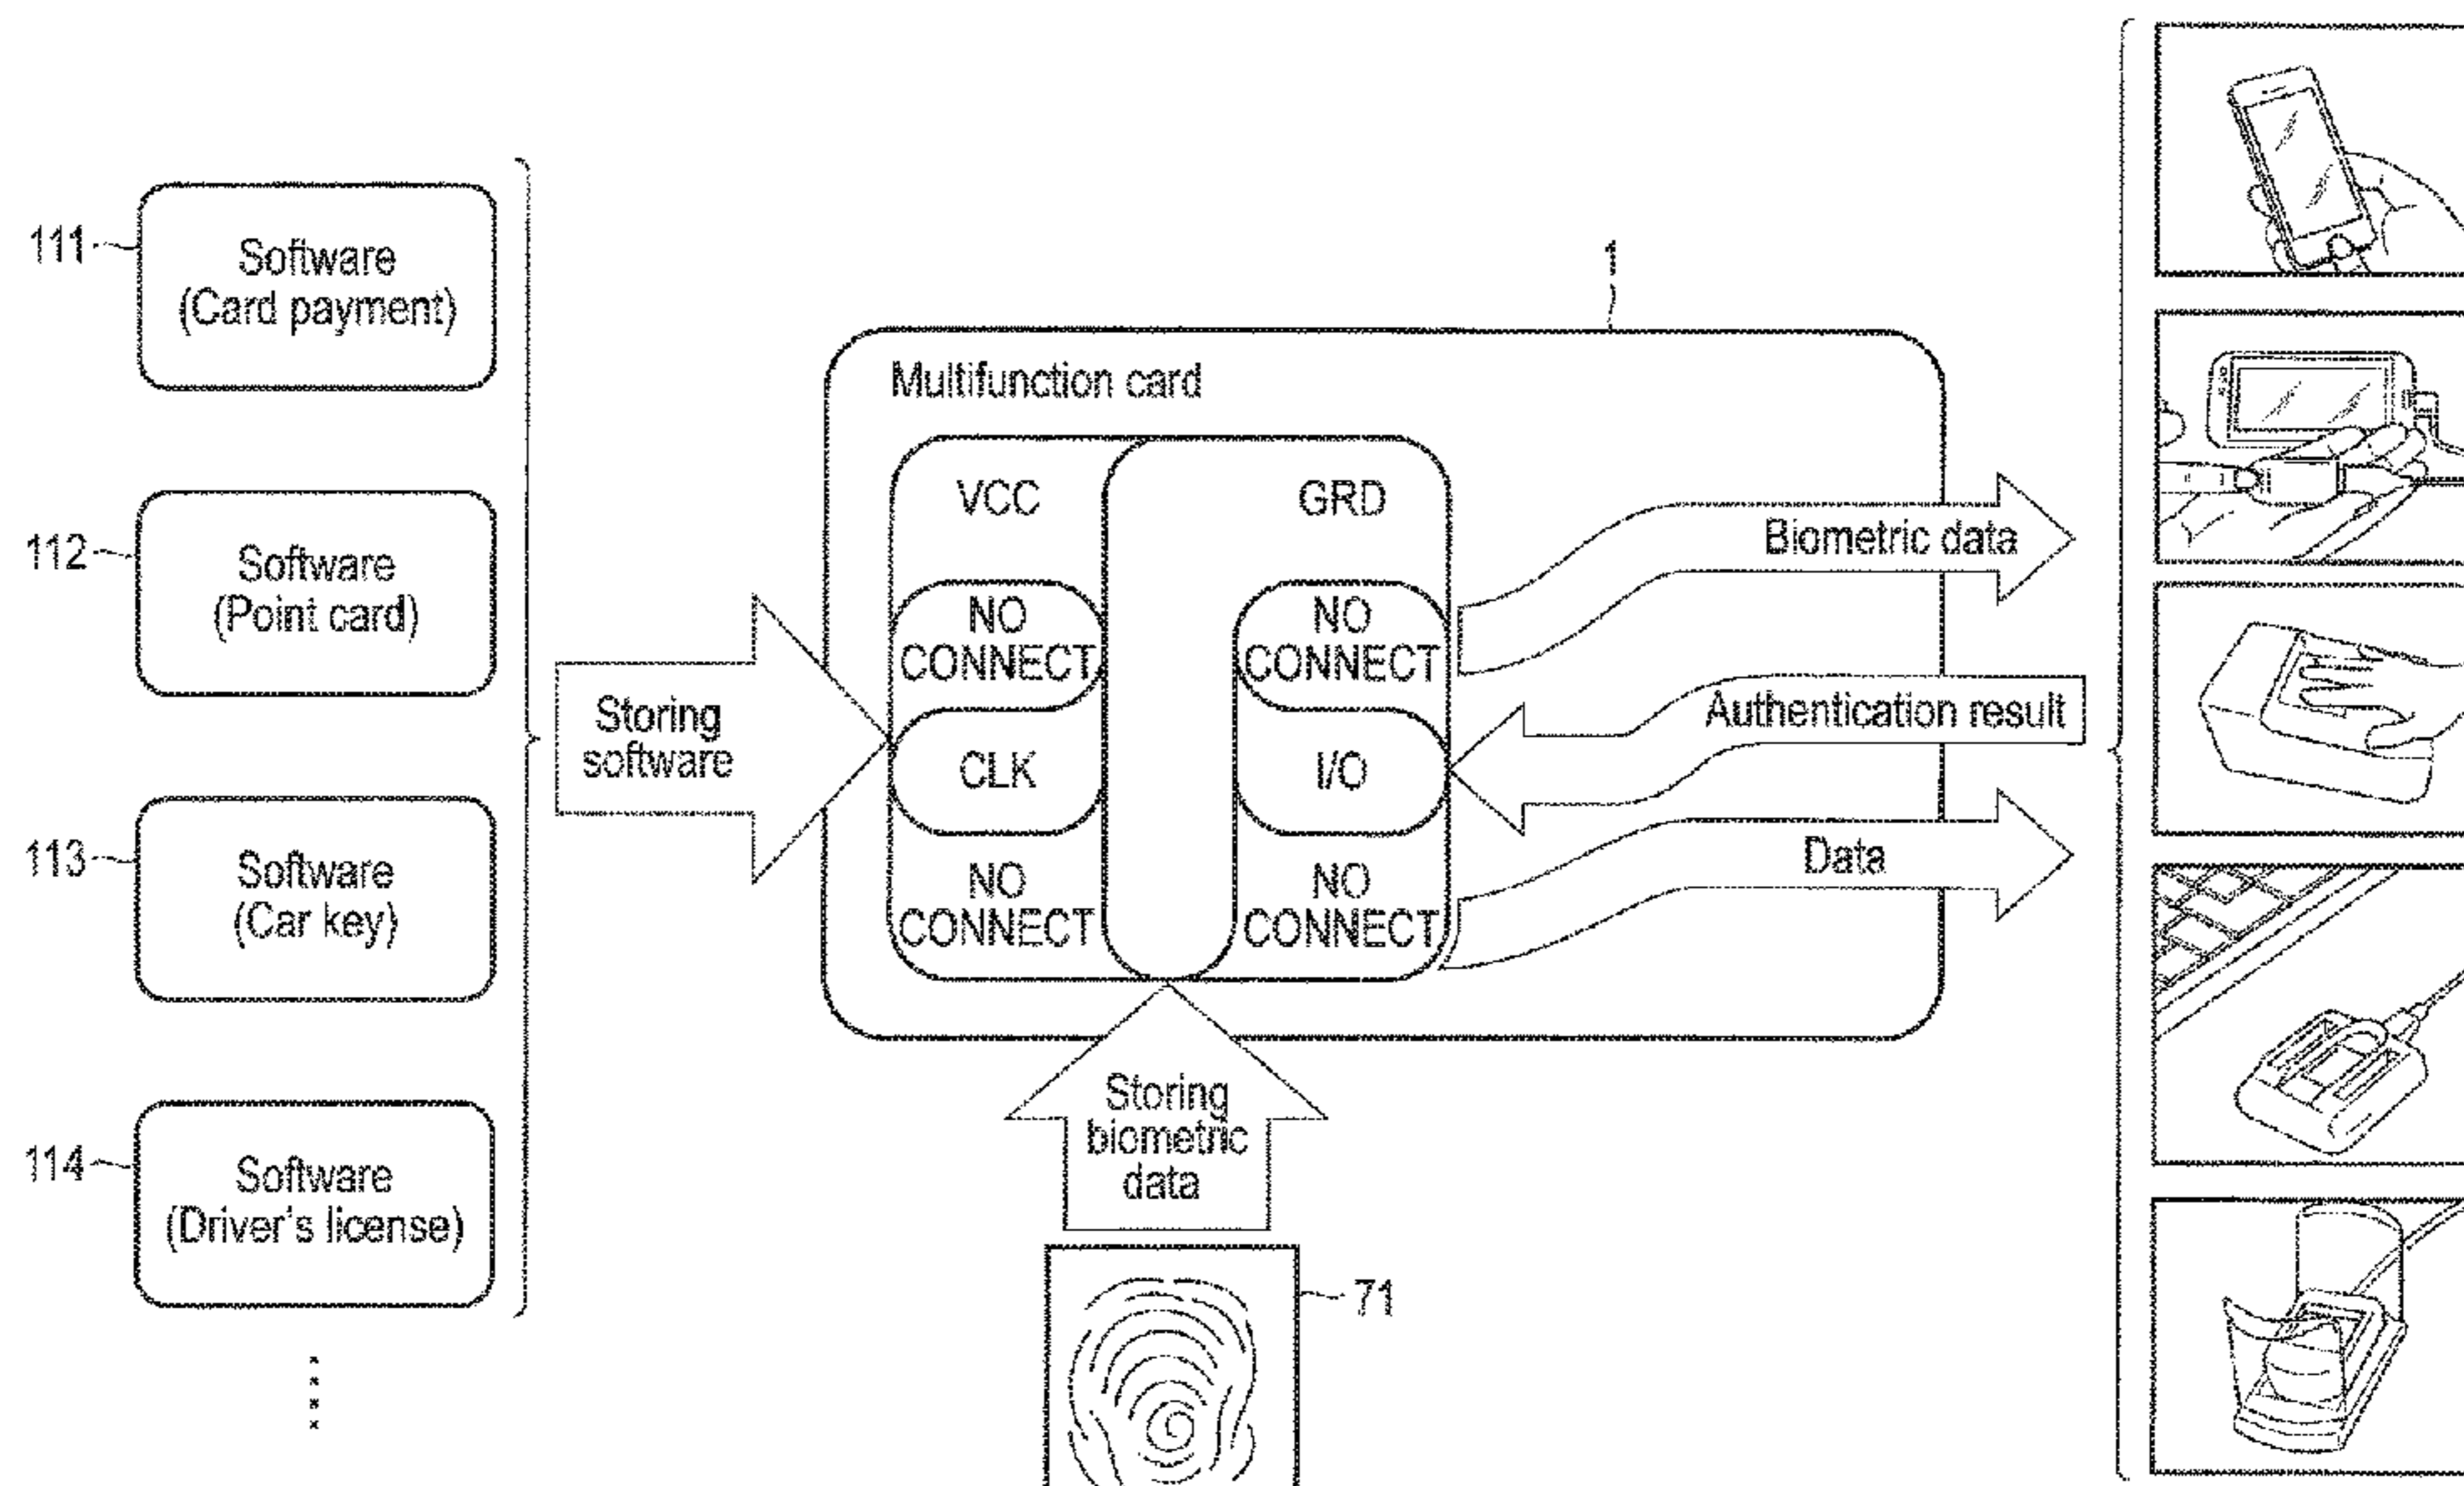 111
Software
(Card payment)
112
Software
(Point card)
113
Software
(Car key)
114
Software
(Driver's license)
Storing
software
1
Multifunction card
VCC
GRD
NO
CONNECT
NO
CONNECT
CLK
I/O
NO
CONNECT
NO
CONNECT
Biometric data
Authentication result
Data
Storing
biometric
data
71